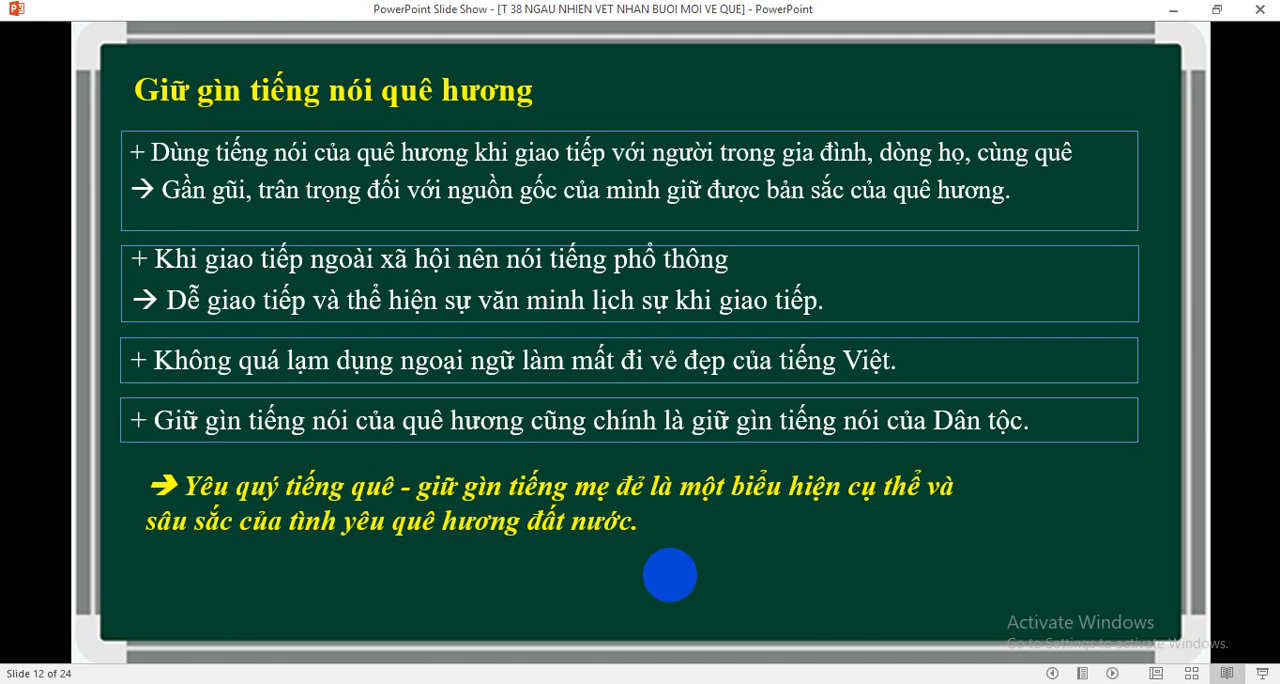 PowerPoint Slide Show - [T 38 NGAU NHIEN VET NHAN BUOI MOI VE QUE] - PowerPoint
Giữ gìn tiếng nói quê hương
+ Dùng tiếng nói của quê hương khi giao tiếp với người trong gia đình, dòng họ, cùng quê
→ Gần gũi, trân trọng đối với nguồn gốc của mình giữ được bản sắc của quê hương.
+ Khi giao tiếp ngoài xã hội nên nói tiếng phổ thông
→ Dễ giao tiếp và thể hiện sự văn minh lịch sự khi giao tiếp.
+ Không quá lạm dụng ngoại ngữ làm mất đi vẻ đẹp của tiếng Việt.
+ Giữ gìn tiếng nói của quê hương cũng chính là giữ gìn tiếng nói của Dân tộc.
→ Yêu quý tiếng quê - giữ gìn tiếng mẹ đẻ là một biểu hiện cụ thể và
sâu sắc của tình yêu quê hương đất nước.
Activate Windows
Go to Settings to activate Windows.
Slide 12 of 24